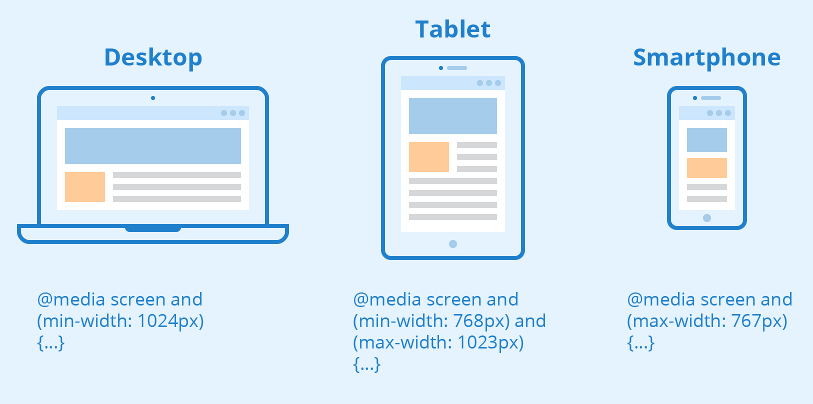 Desktop
@media screen and
(min-width: 1024px)
{...}
Tablet
@media screen and
(min-width: 768px) and
(max-width: 1023px)
{...}
Smartphone
@media screen and
(max-width: 767px)
{...}